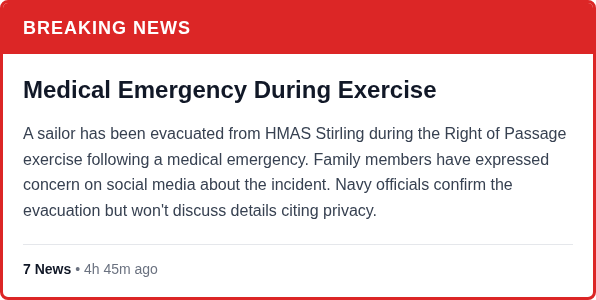 BREAKING NEWS
Medical Emergency During Exercise
A sailor has been evacuated from HMAS Stirling during the Right of Passage
exercise following a medical emergency. Family members have expressed
concern on social media about the incident. Navy officials confirm the
evacuation but won't discuss details citing privacy.
7 News • 4h 45m ago